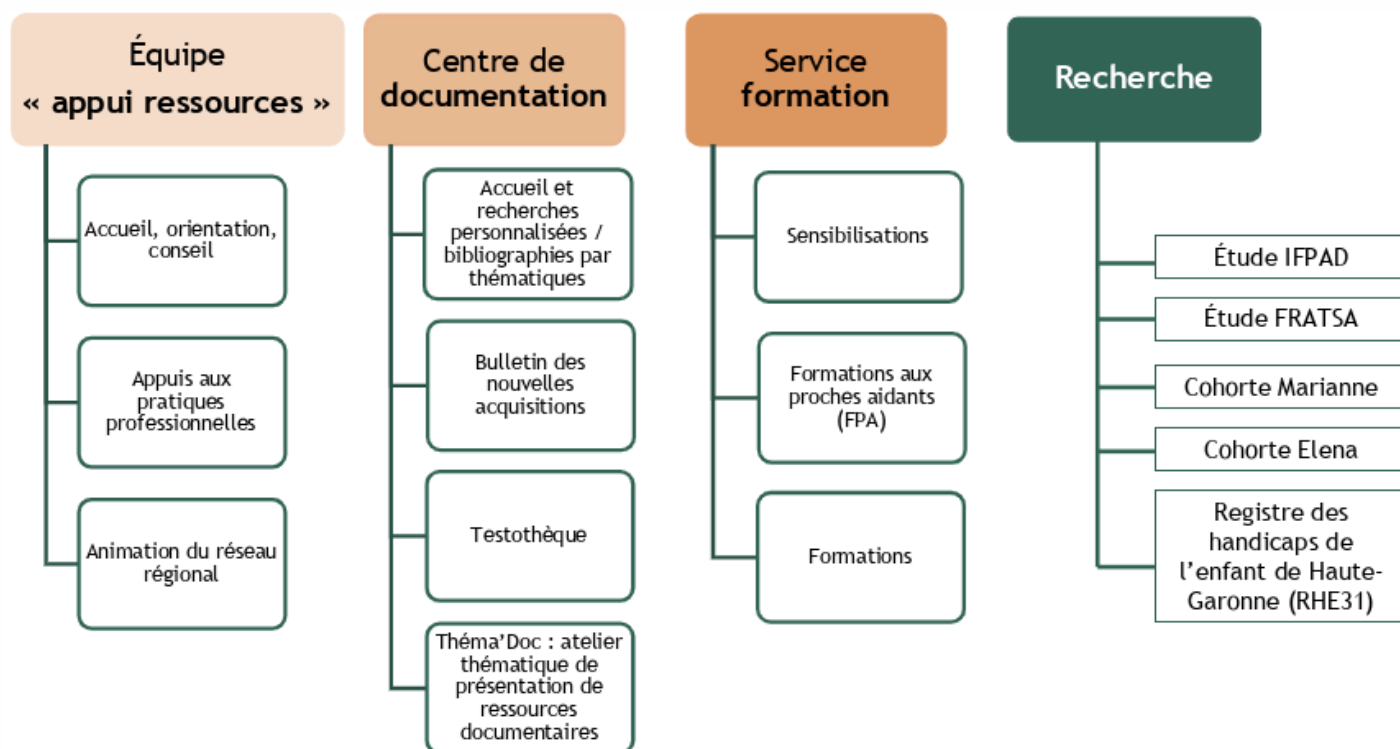 Équipe
« appui ressources »
Accueil, orientation,
conseil
Appuis aux
pratiques
professionnelles
Animation du réseau
régional
Centre de
documentation
Accueil et
recherches
personnalisées /
bibliographies par
thématiques
Bulletin des
nouvelles
acquisitions
Testothèque
Théma'Doc : atelier
thématique de
présentation de
ressources
documentaires
Service
formation
Sensibilisations
Formations aux
proches aidants
(FPA)
Formations
Recherche
Étude IFPAD
Étude FRATSA
Cohorte Marianne
Cohorte Elena
Registre des
handicaps de
l'enfant de Haute-
Garonne (RHE31)